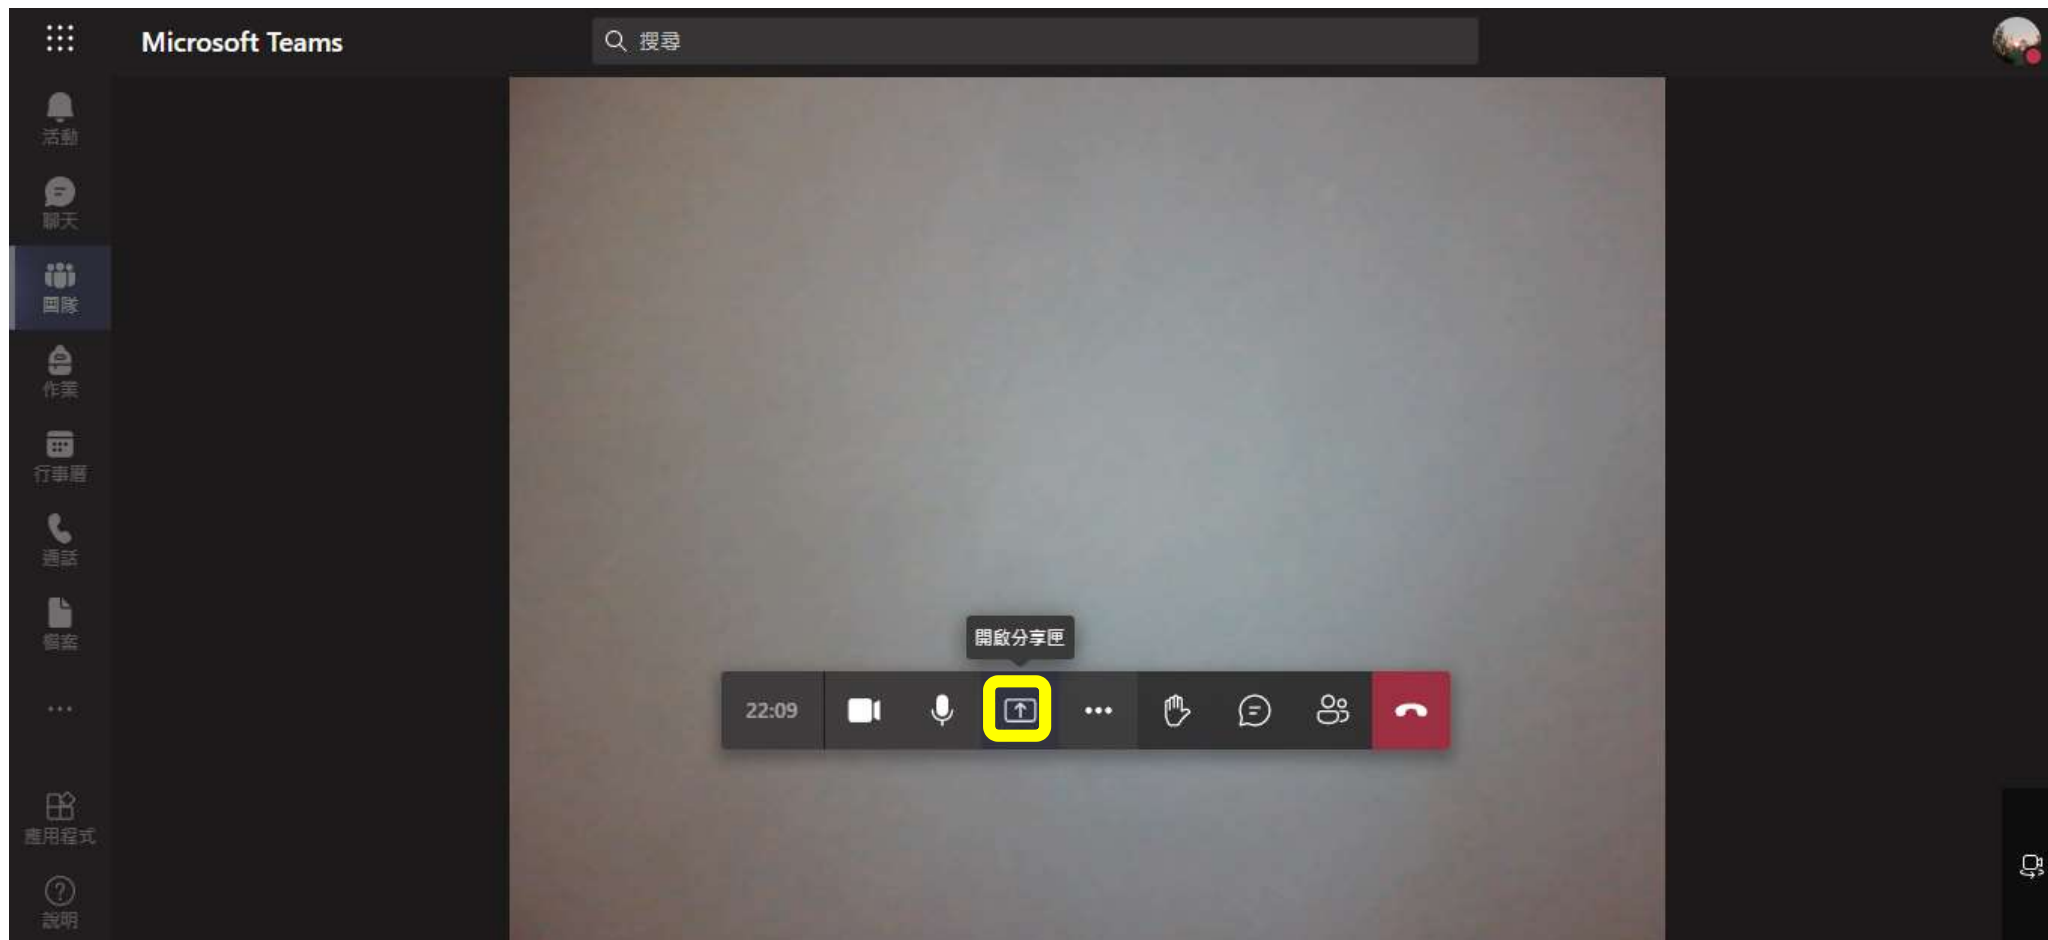 Microsoft Teams
搜尋
活動
聊天
團隊
作業
行事曆
通話
檔案
應用程式
說明
開啟分享匣
22:09